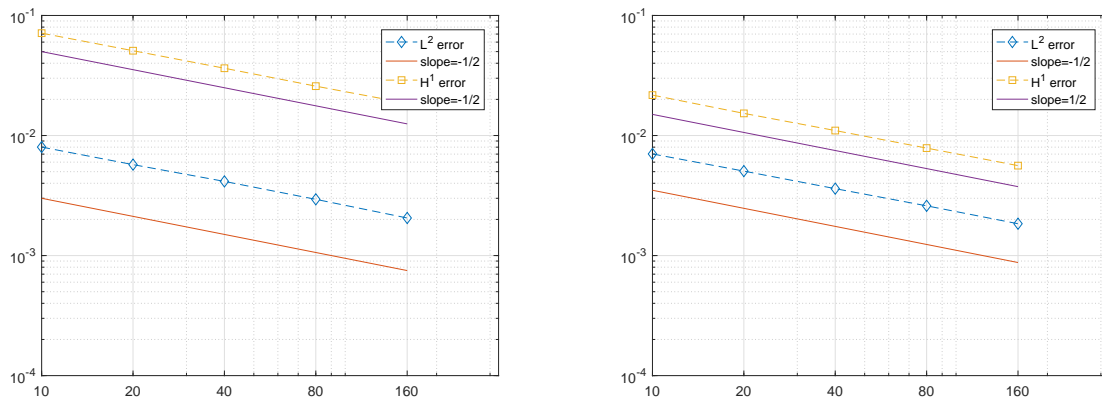 10^-1
10^-2
10^-3
10^-4
10 20 40 80 160
L^2 error
slope=-1/2
H^1 error
slope=-1/2
10^-1
10^-2
10^-3
10^-4
10 20 40 80 160
L^2 error
slope=-1/2
H^1 error
slope=1/2